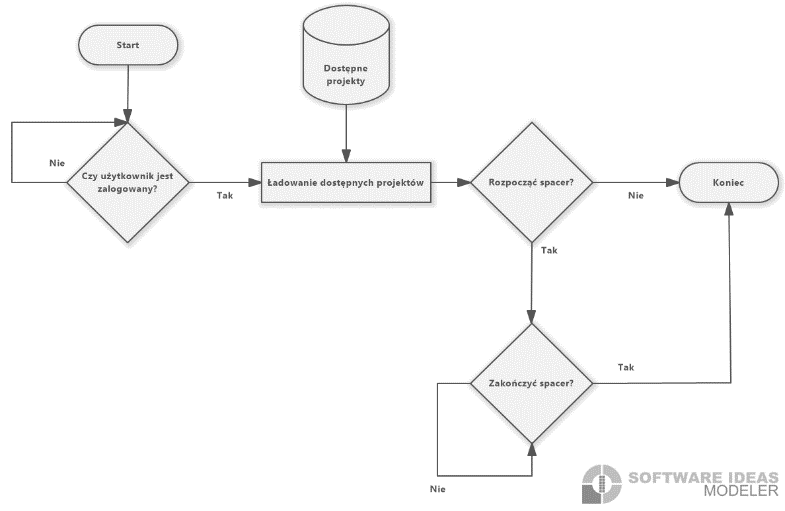 Start
Dostępne
projekty
Nie
Czy użytkownik jest
zalogowany?
Tak
Ładowanie dostępnych projektów
Rozpocząć spacer?
Nie
Koniec
Tak
Zakończyć spacer?
Tak
Nie
SOFTWARE IDEAS
MODELER